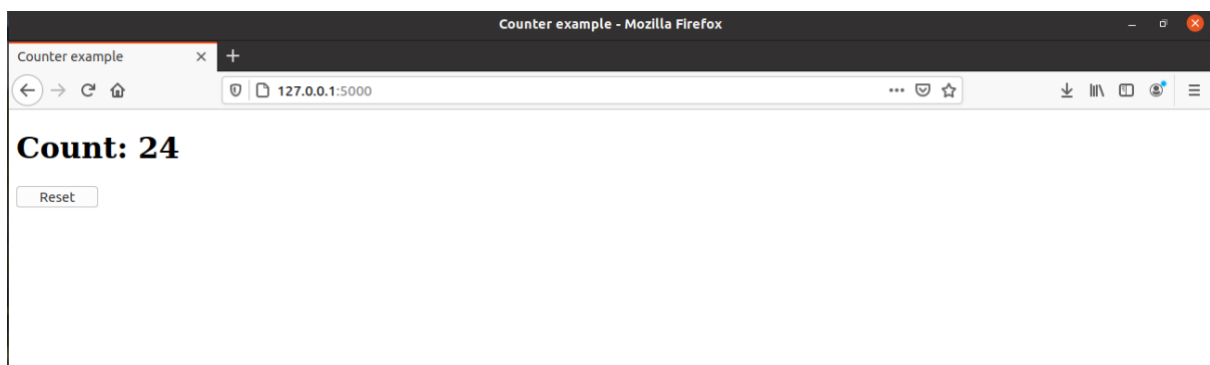 Counter example - Mozilla Firefox
Counter example
127.0.0.1:5000
Count: 24
Reset